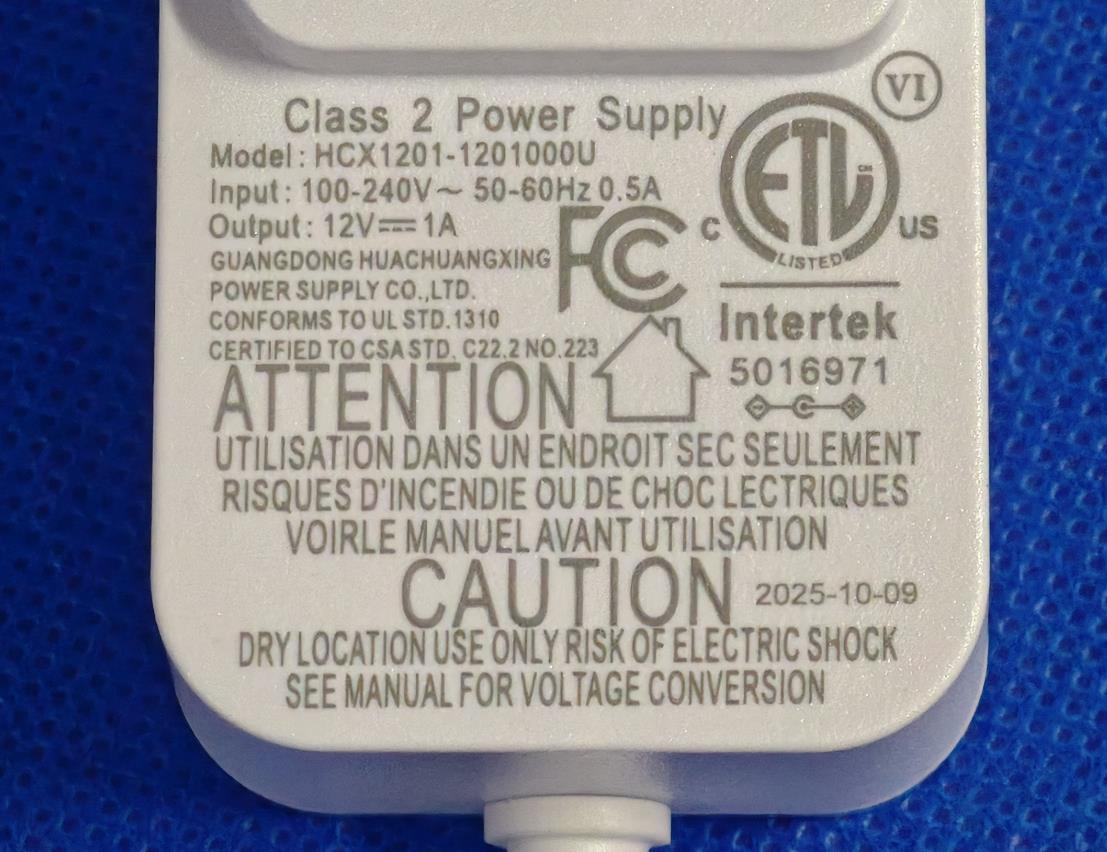 VI
Class 2 Power Supply
Model : HCX1201-1201000U
Input : 100-240V~ 50-60Hz 0.5A
Output : 12V⎓1A
GUANGDONG HUACHUANGXING
POWER SUPPLY CO.,LTD.
CONFORMS TO UL STD.1310
CERTIFIED TO CSA STD. C22.2 NO.223
FC
C ETL US
LISTED
Intertek
5016971
ATTENTION
UTILISATION DANS UN ENDROIT SEC SEULEMENT
RISQUES D'INCENDIE OU DE CHOC LECTRIQUES
VOIRLE MANUEL AVANT UTILISATION
CAUTION 2025-10-09
DRY LOCATION USE ONLY RISK OF ELECTRIC SHOCK
SEE MANUAL FOR VOLTAGE CONVERSION